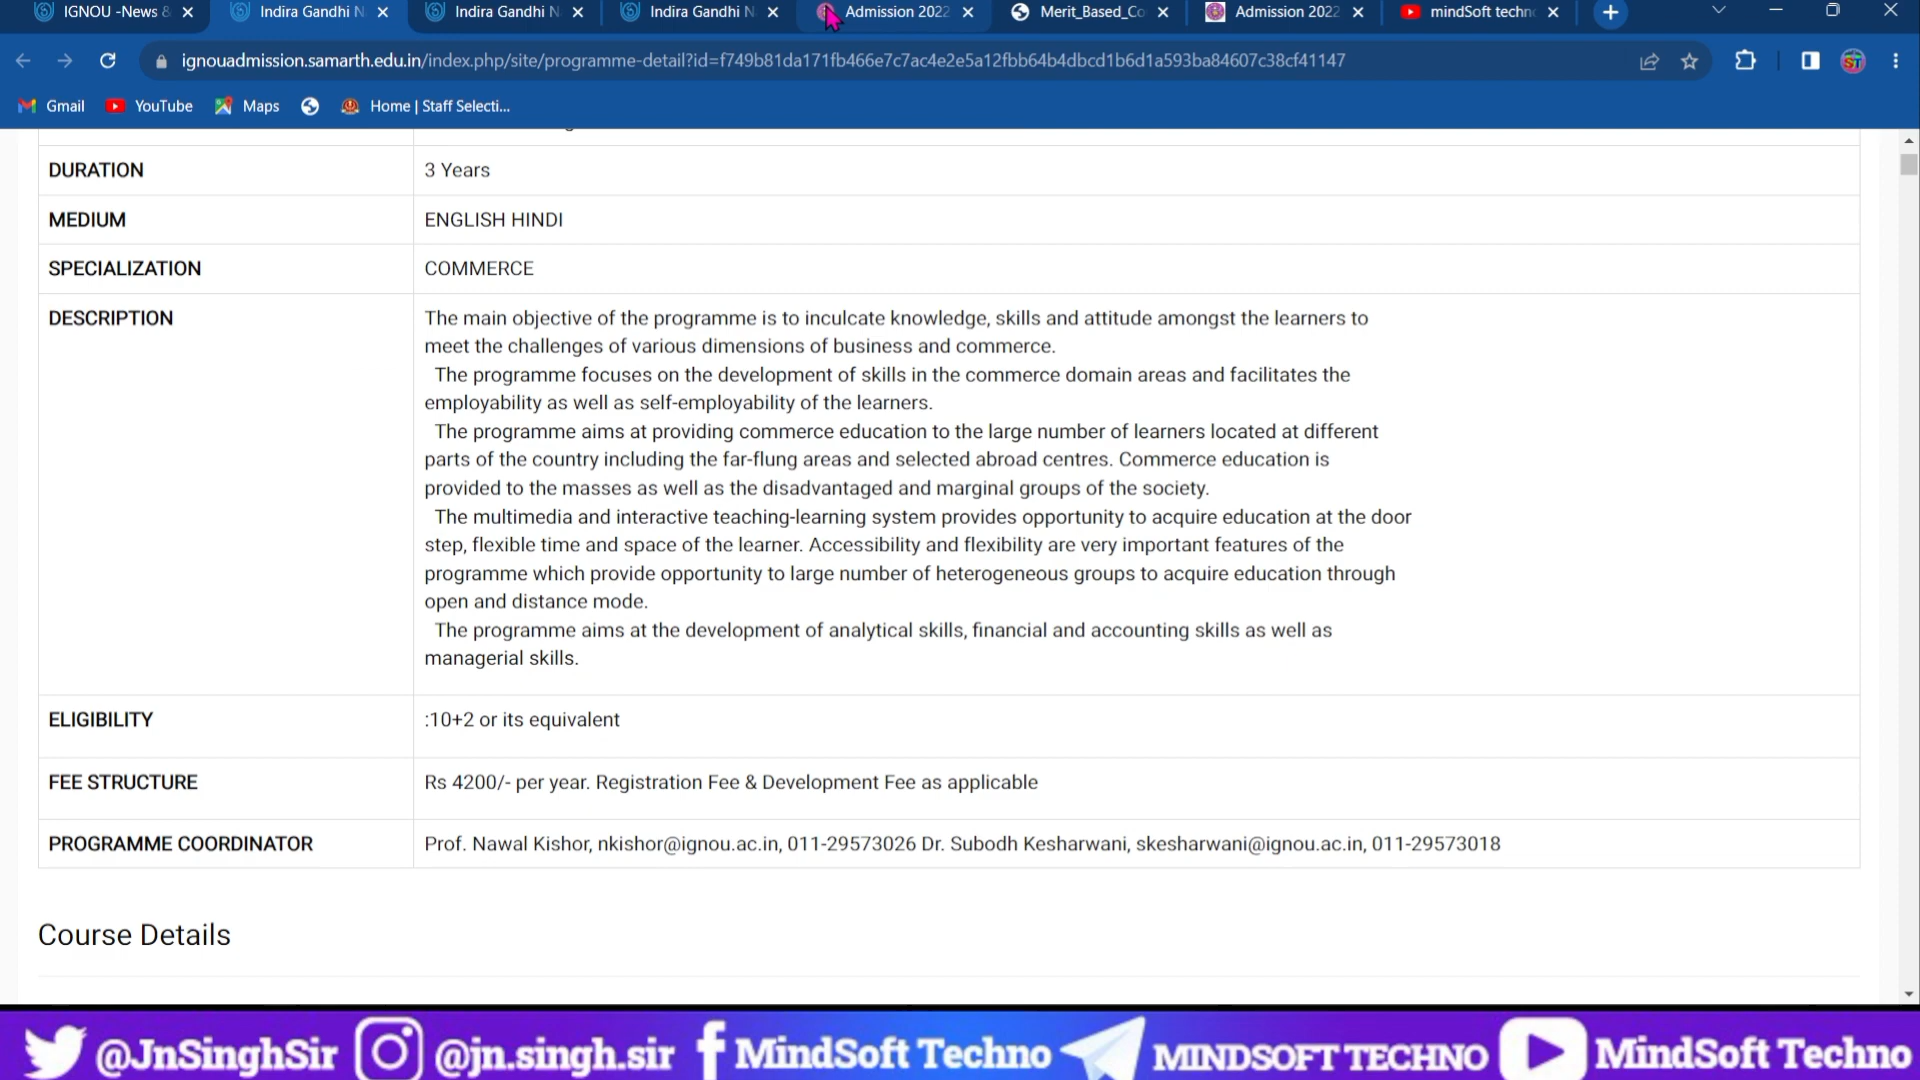 IGNOU -News &
Indira Gandhi N
Indira Gandhi N
Indira Gandhi N
Admission 2022
Merit_Based_Co
Admission 2022
mindSoft techno
ignouadmission.samarth.edu.in/index.php/site/programme-detail?id=f749b81da171fb466e7c7ac4e2e5a12fbb64b4dbcd1b6d1a593ba84607c38cf41147
ST
Gmail
YouTube
Maps
Home | Staff Selecti...
DURATION
3 Years
MEDIUM
ENGLISH HINDI
SPECIALIZATION
COMMERCE
DESCRIPTION
The main objective of the programme is to inculcate knowledge, skills and attitude amongst the learners to
meet the challenges of various dimensions of business and commerce.
The programme focuses on the development of skills in the commerce domain areas and facilitates the
employability as well as self-employability of the learners.
The programme aims at providing commerce education to the large number of learners located at different
parts of the country including the far-flung areas and selected abroad centres. Commerce education is
provided to the masses as well as the disadvantaged and marginal groups of the society.
The multimedia and interactive teaching-learning system provides opportunity to acquire education at the door
step, flexible time and space of the learner. Accessibility and flexibility are very important features of the
programme which provide opportunity to large number of heterogeneous groups to acquire education through
open and distance mode.
The programme aims at the development of analytical skills, financial and accounting skills as well as
managerial skills.
ELIGIBILITY
:10+2 or its equivalent
FEE STRUCTURE
Rs 4200/- per year. Registration Fee & Development Fee as applicable
PROGRAMME COORDINATOR
Prof. Nawal Kishor, nkishor@ignou.ac.in, 011-29573026 Dr. Subodh Kesharwani, skesharwani@ignou.ac.in, 011-29573018
Course Details
@JnSinghSir
@jn.singh.sir
MindSoft Techno
MINDSOFT TECHNO
MindSoft Techno